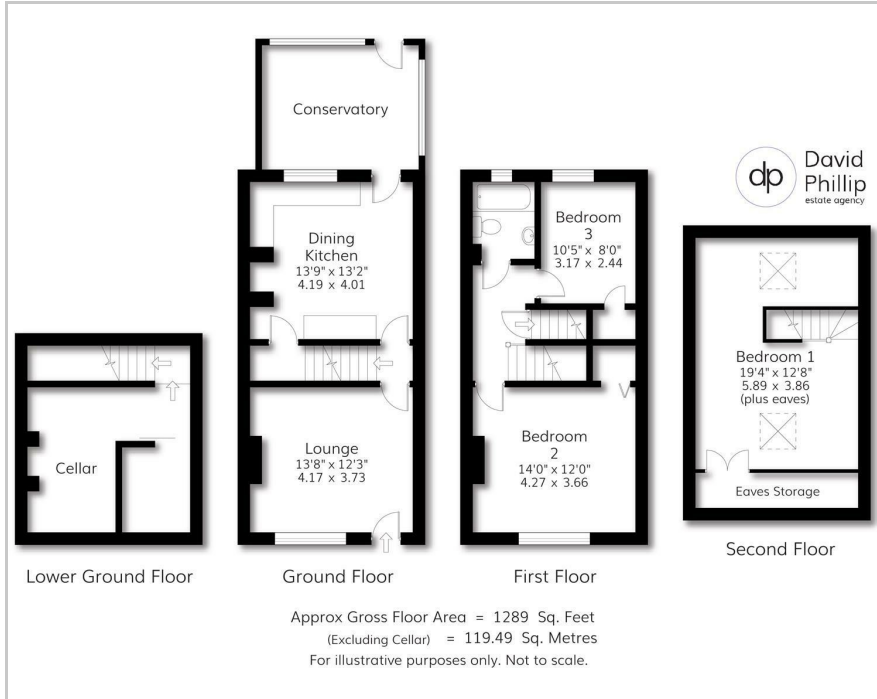 Conservatory
Dining
Kitchen
13'9" x 13'2"
4.19 x 4.01
Lounge
13'8" x 12'3"
4.17 x 3.73
Cellar
Bedroom
3
10'5" x 8'0"
3.17 x 2.44
Bedroom
2
14'0" x 12'0"
4.27 x 3.66
dp
David
Phillip
estate agency
Bedroom 1
19'4" x 12'8"
5.89 x 3.86
(plus eaves)
Eaves Storage
Lower Ground Floor
Ground Floor
First Floor
Second Floor
Approx Gross Floor Area = 1289 Sq. Feet
(Excluding Cellar) = 119.49 Sq. Metres
For illustrative purposes only. Not to scale.